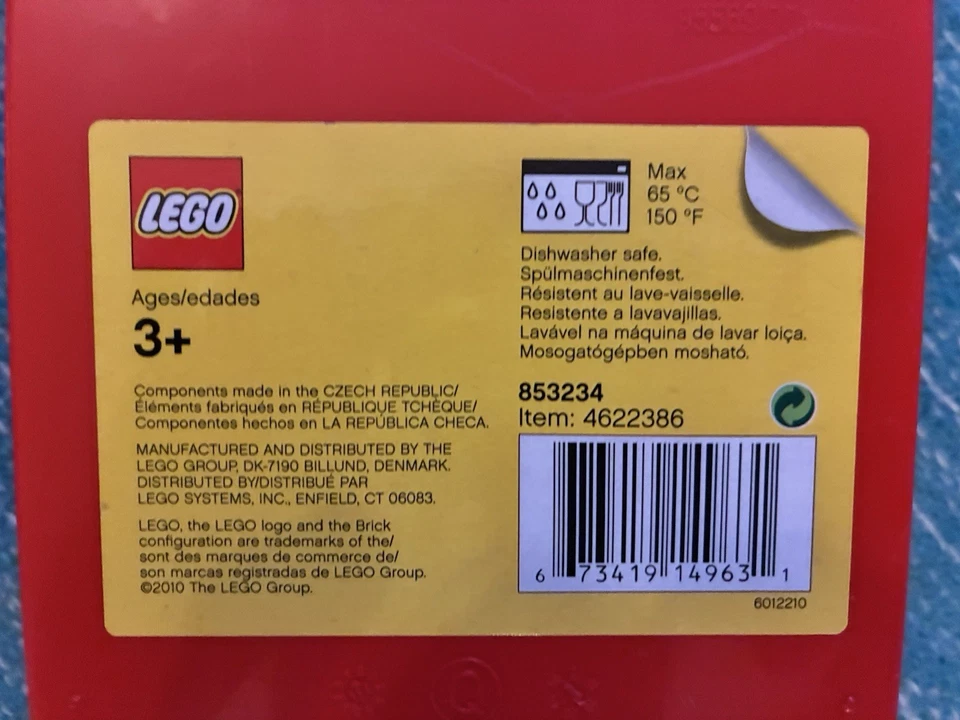 LEGO
Ages/edades
3+
Components made in the CZECH REPUBLIC/
Éléments fabriqués en RÉPUBLIQUE TCHÈQUE/
Componentes hechos en LA REPÚBLICA CHECA.
MANUFACTURED AND DISTRIBUTED BY THE
LEGO GROUP, DK-7190 BILLUND, DENMARK.
DISTRIBUTED BY/DISTRIBUÉ PAR
LEGO SYSTEMS, INC., ENFIELD, CT 06083.
LEGO, the LEGO logo and the Brick
configuration are trademarks of the/
sont des marques de commerce de/
son marcas registradas de LEGO Group.
©2010 The LEGO Group.
Max
65 °C
150 °F
Dishwasher safe.
Spülmaschinenfest.
Résistent au lave-vaisselle.
Resistente a lavavajillas.
Lavável na máquina de lavar loiça.
Mosogatógépben mosható.
853234
Item: 4622386
6 73419 14963 1
6012210